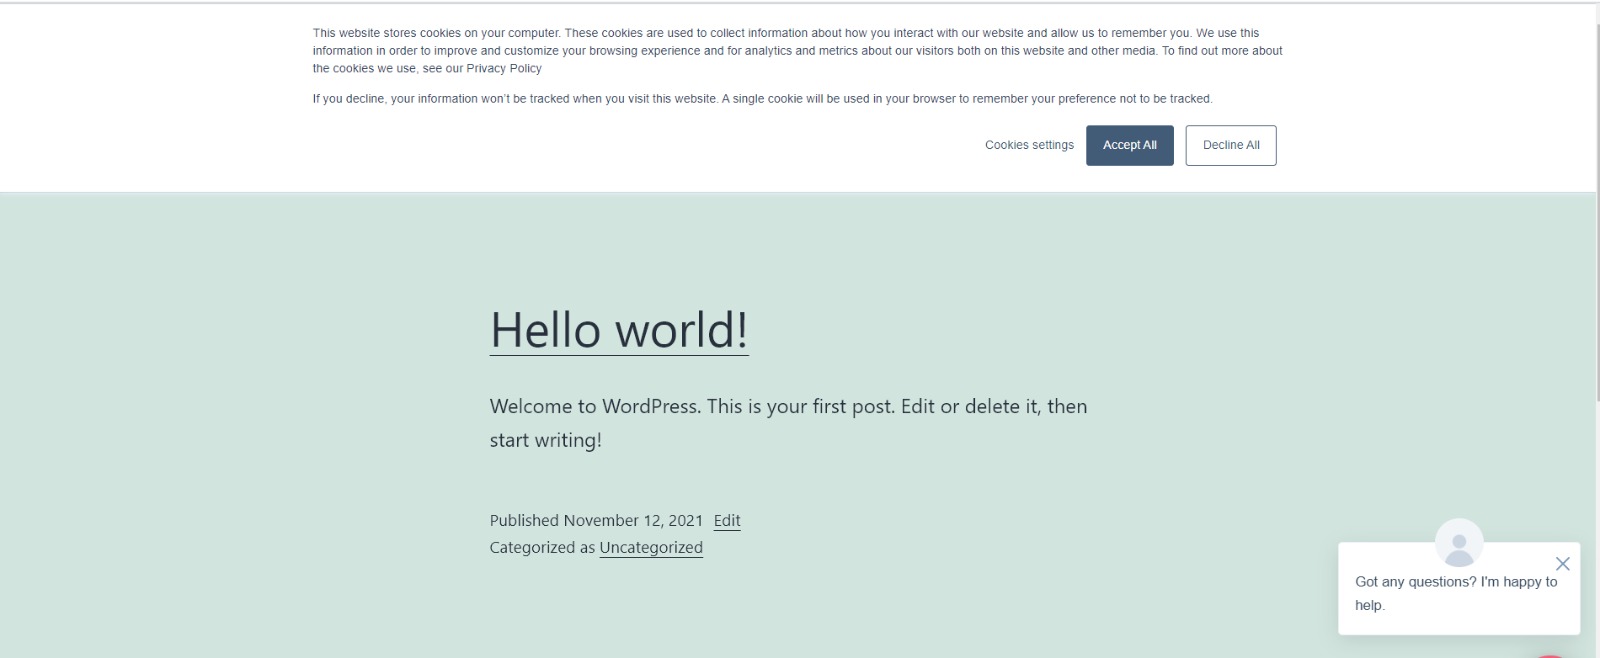 This website stores cookies on your computer. These cookies are used to collect information about how you interact with our website and allow us to remember you. We use this
information in order to improve and customize your browsing experience and for analytics and metrics about our visitors both on this website and other media. To find out more about
the cookies we use, see our Privacy Policy
If you decline, your information won't be tracked when you visit this website. A single cookie will be used in your browser to remember your preference not to be tracked.
Cookies settings Accept All Decline All
Hello world!
Welcome to WordPress. This is your first post. Edit or delete it, then
start writing!
Published November 12, 2021 Edit
Categorized as Uncategorized
Got any questions? I'm happy to
help.